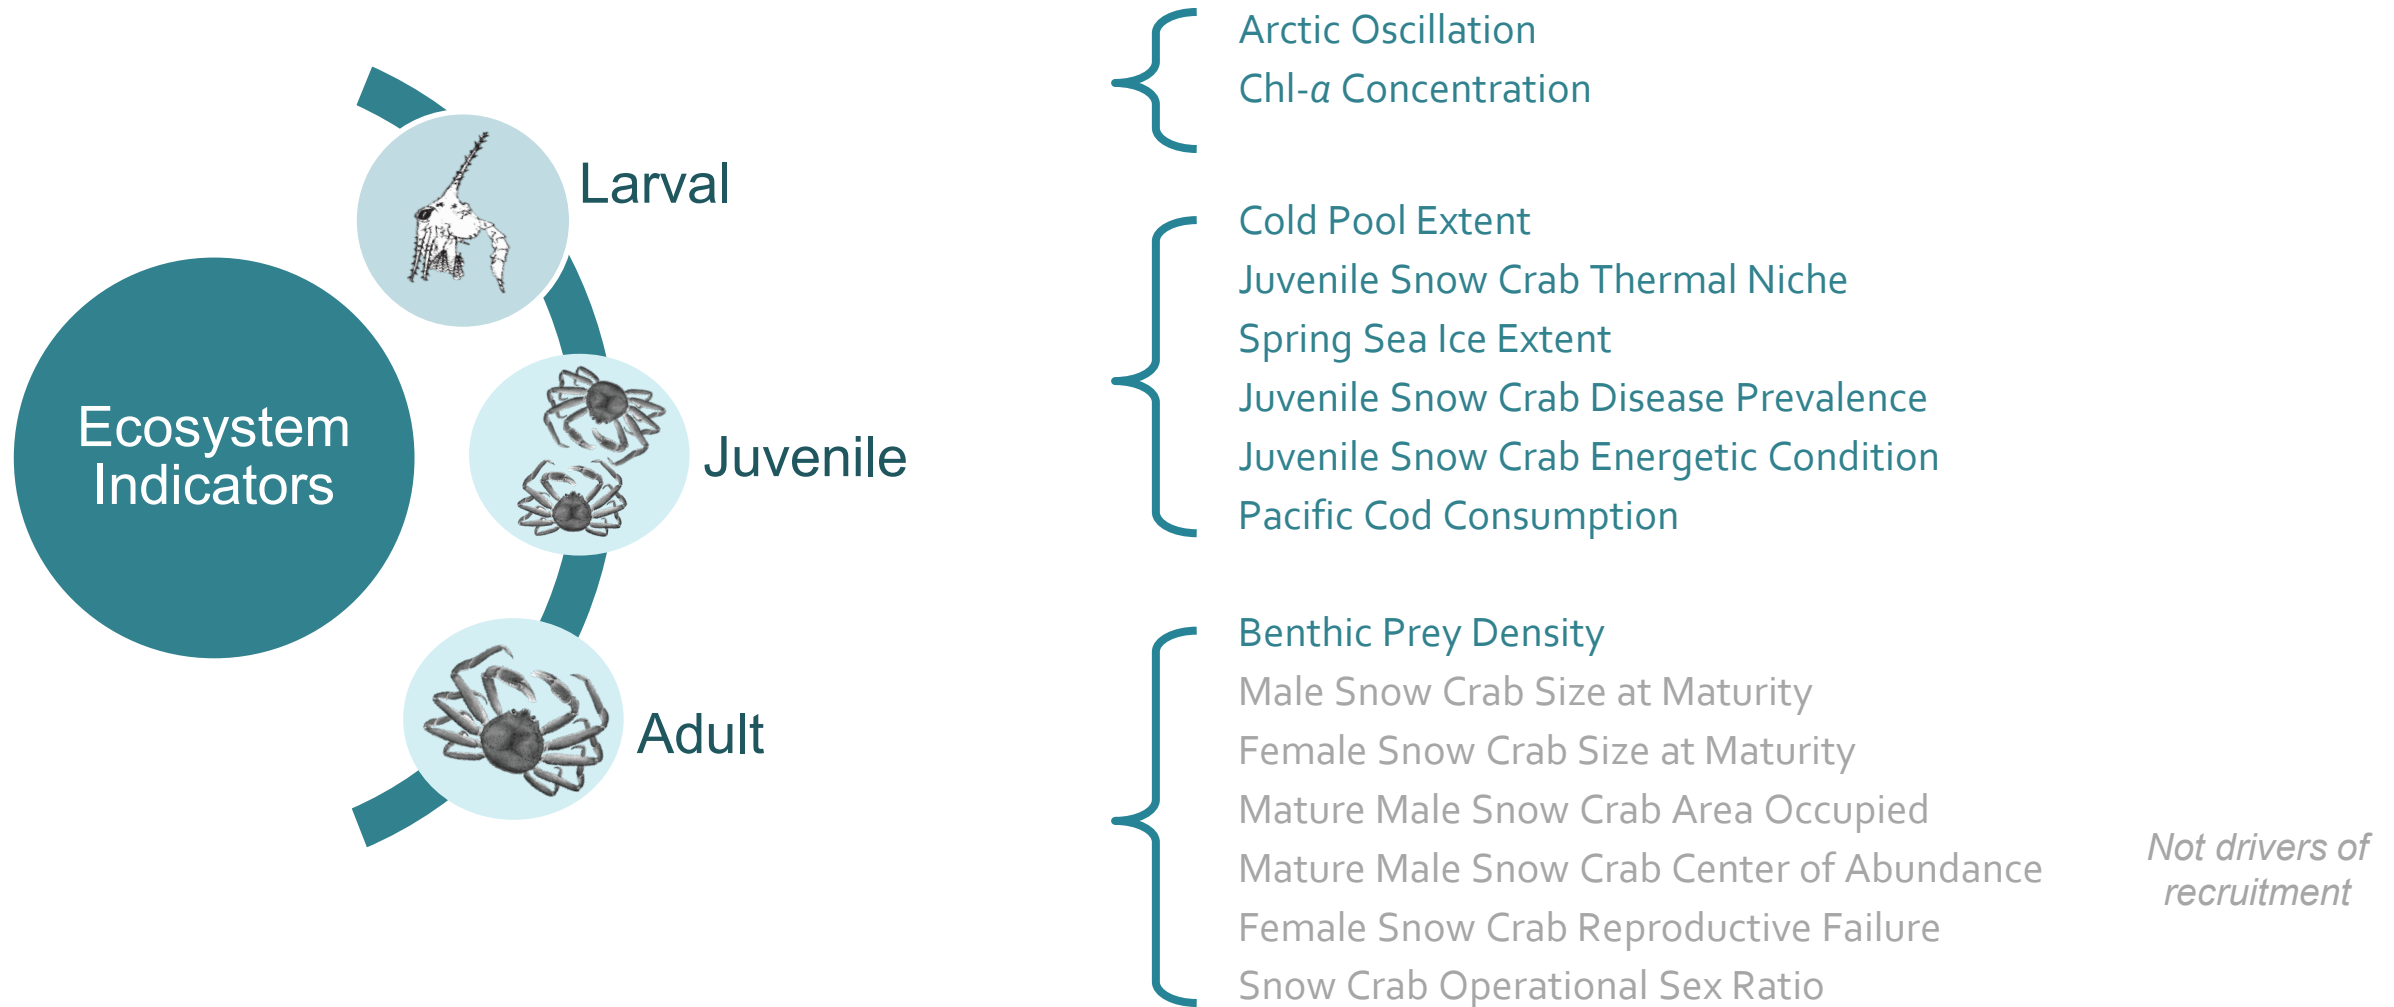 Ecosystem
Indicators
Larval
Juvenile
Adult
Arctic Oscillation
Chl-a Concentration
Cold Pool Extent
Juvenile Snow Crab Thermal Niche
Spring Sea Ice Extent
Juvenile Snow Crab Disease Prevalence
Juvenile Snow Crab Energetic Condition
Pacific Cod Consumption
Benthic Prey Density
Male Snow Crab Size at Maturity
Female Snow Crab Size at Maturity
Mature Male Snow Crab Area Occupied
Mature Male Snow Crab Center of Abundance
Female Snow Crab Reproductive Failure
Snow Crab Operational Sex Ratio
Not drivers of
recruitment